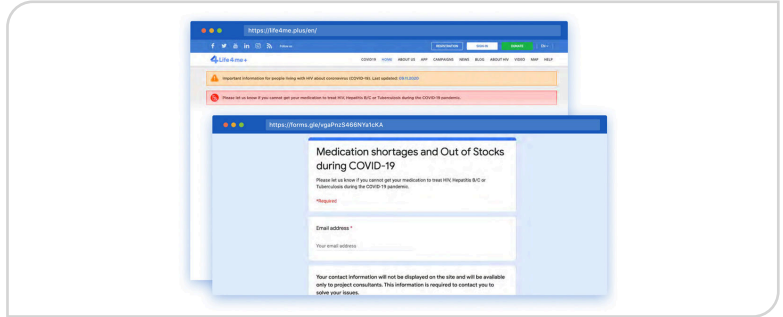 https://life4me.plus/en/
Follow us
REGISTRATION
SIGN IN
DONATE
EN
Life4me+
COVID19 HOME ABOUT US APP CAMPAIGNS NEWS BLOG ABOUT HIV VIDEO MAP HELP
Important information for people living with HIV about coronavirus (COVID-19). Last updated: 09.11.2020
Please let us know if you cannot get your medication to treat HIV, Hepatitis B/C or Tuberculosis during the COVID-19 pandemic.
https://forms.gle/vgaPnzS466NYa1cKA
Medication shortages and Out of Stocks
during COVID-19
Please let us know if you cannot get your medication to treat HIV, Hepatitis B/C or
Tuberculosis during the COVID-19 pandemic.
*Required
Email address *
Your email address
Your contact information will not be displayed on the site and will be available
only to project consultants. This information is required to contact you to
solve your issues.